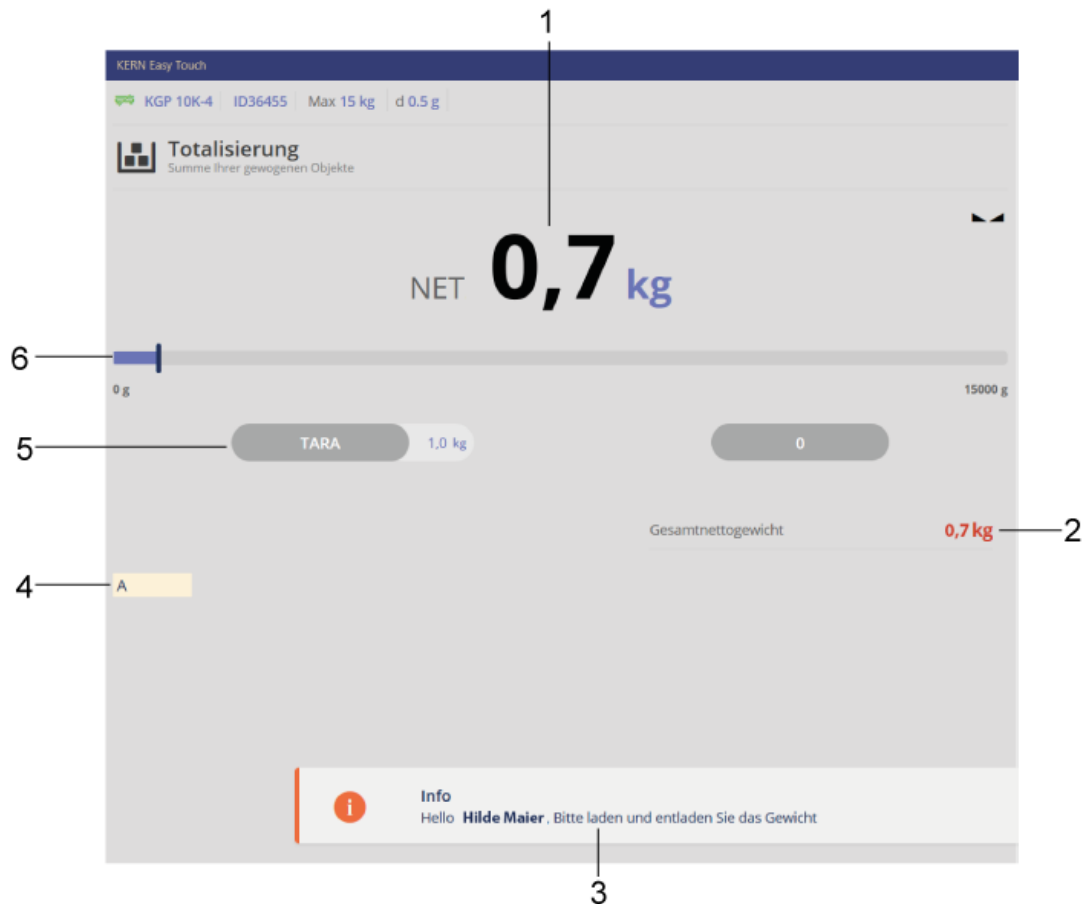 1
KERN Easy Touch
KGP 10K-4 ID36455 Max 15 kg d 0.5 g
Totalisierung
Summe Ihrer gewogenen Objekte
NET 0,7 kg
6
0 g 15000 g
5 TARA 1,0 kg 0
Gesamtnettogewicht 0,7 kg 2
4 A
Info
Hello Hilde Maier , Bitte laden und entladen Sie das Gewicht
3